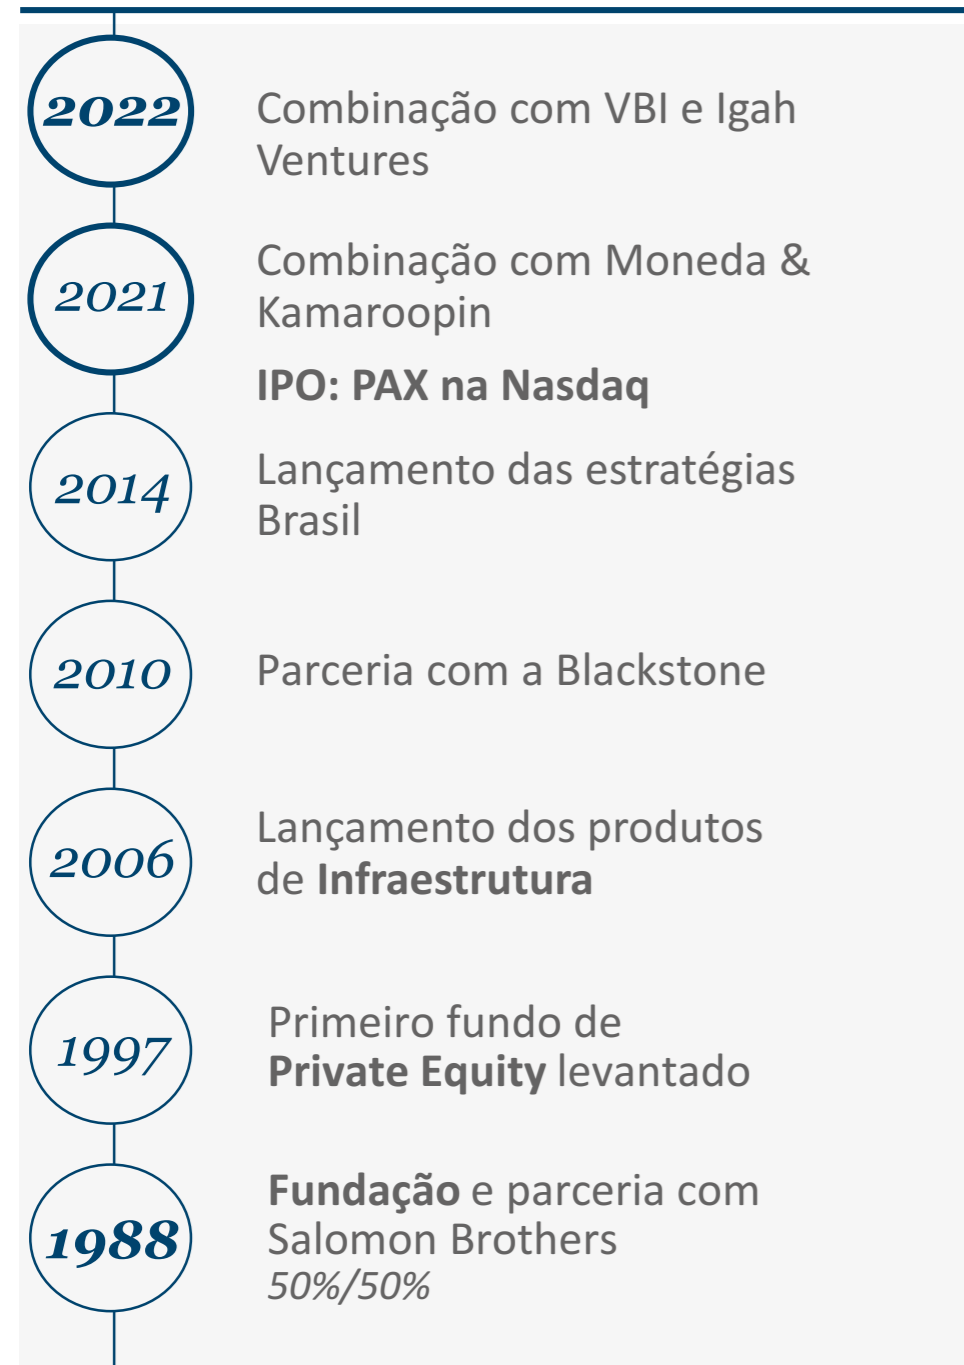 2022
Combinação com VBI e Igah
Ventures
2021
Combinação com Moneda &
Kamaroopin
IPO: PAX na Nasdaq
2014
Lançamento das estratégias
Brasil
2010
Parceria com a Blackstone
2006
Lançamento dos produtos
de Infraestrutura
1997
Primeiro fundo de
Private Equity levantado
1988
Fundação e parceria com
Salomon Brothers
50%/50%